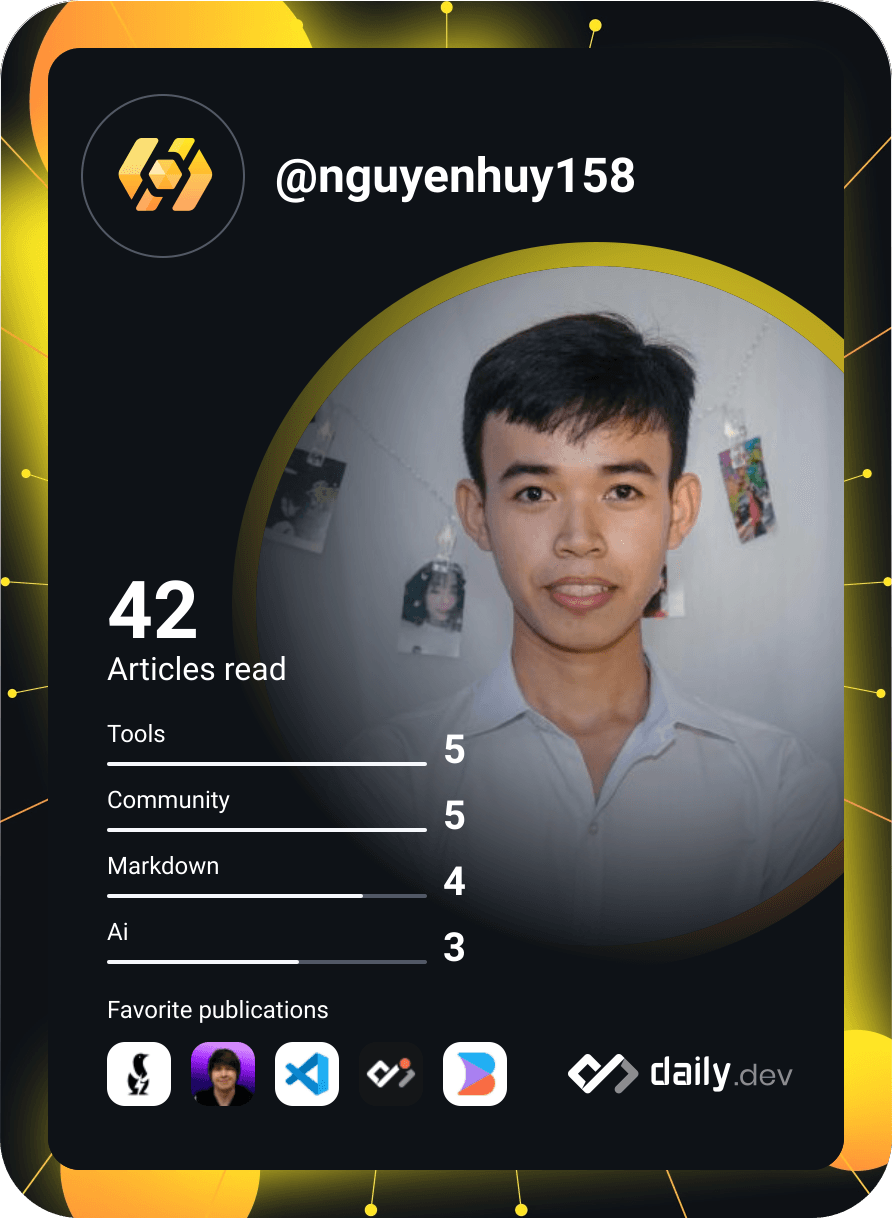 @nguyenhuy158
42
Articles read
Tools
5
Community
5
Markdown
4
Ai
3
Favorite publications
daily.dev